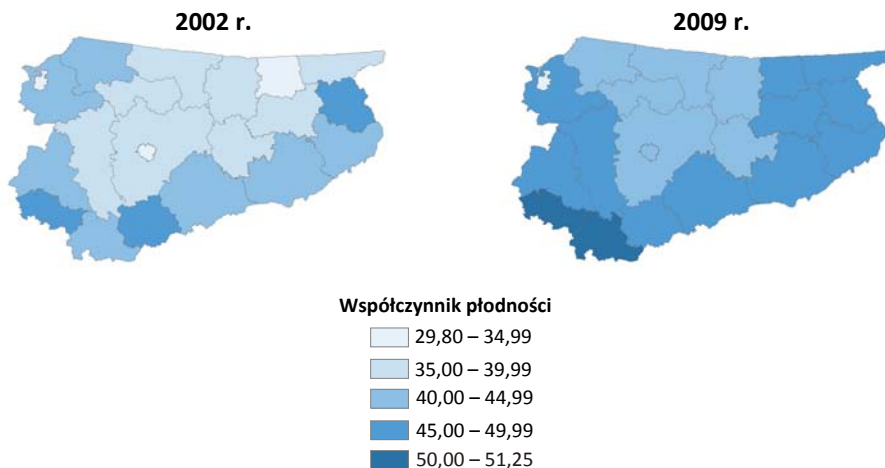 2002 r.
2009 r.
Współczynnik płodności
29,80 – 34,99
35,00 – 39,99
40,00 – 44,99
45,00 – 49,99
50,00 – 51,25